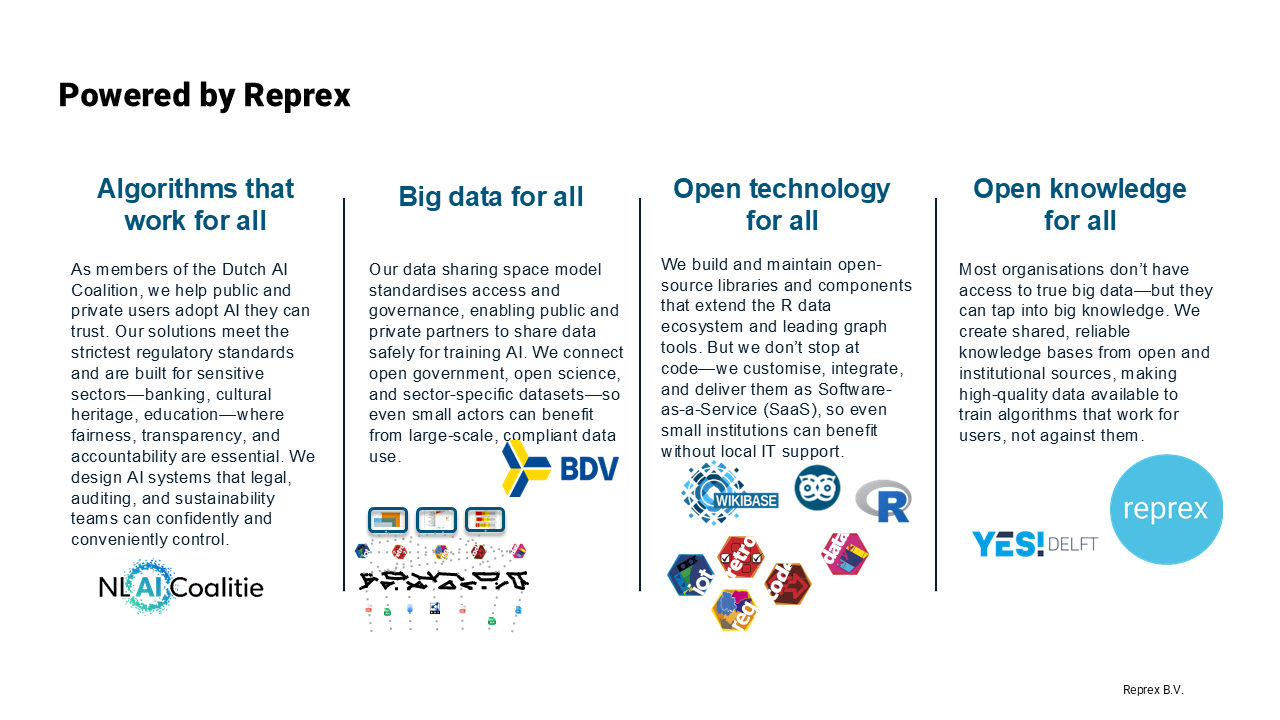 Powered by Reprex
Algorithms that
work for all
As members of the Dutch AI
Coalition, we help public and
private users adopt AI they can
trust. Our solutions meet the
strictest regulatory standards
and are built for sensitive
sectors—banking, cultural
heritage, education—where
fairness, transparency, and
accountability are essential. We
design AI systems that legal,
auditing, and sustainability
teams can confidently and
conveniently control.
NL AI Coalitie
Big data for all
Our data sharing space model
standardises access and
governance, enabling public and
private partners to share data
safely for training AI. We connect
open government, open science,
and sector-specific datasets—so
even small actors can benefit
from large-scale, compliant data
use.
BDV
Open technology
for all
We build and maintain open-
source libraries and components
that extend the R data
ecosystem and leading graph
tools. But we don’t stop at
code—we customise, integrate,
and deliver them as Software-
as-a-Service (SaaS), so even
small institutions can benefit
without local IT support.
WIKIBASE
R
iot
retro
data
code
reg
Open knowledge
for all
Most organisations don’t have
access to true big data—but they
can tap into big knowledge. We
create shared, reliable
knowledge bases from open and
institutional sources, making
high-quality data available to
train algorithms that work for
users, not against them.
reprex
YES! DELFT
Reprex B.V.